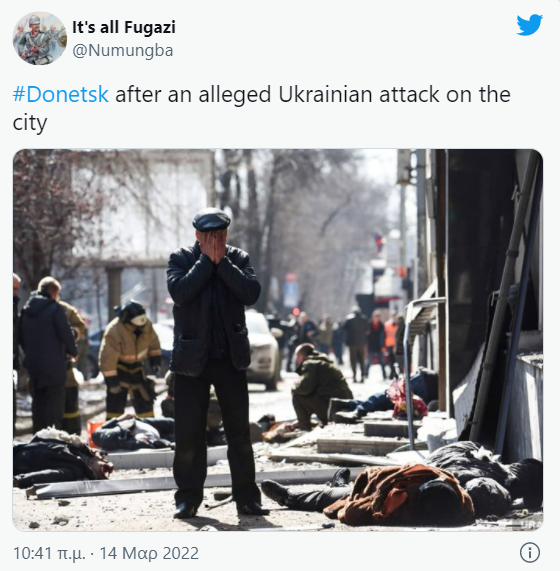 It's all Fugazi
@Numungba
#Donetsk after an alleged Ukrainian attack on the
city
10:41 π.μ. · 14 Μαρ 2022